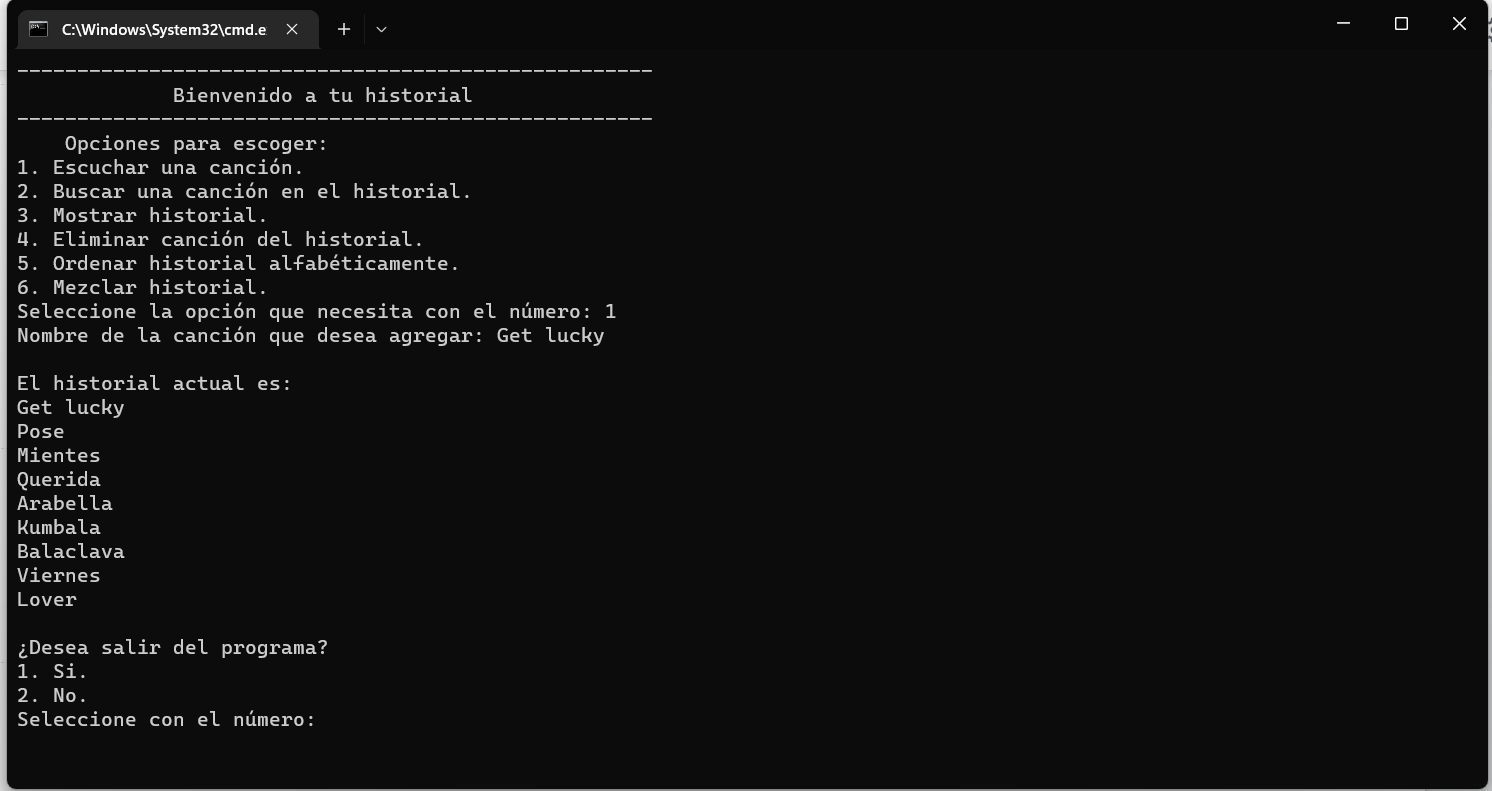 C:\Windows\System32\cmd.e
-----------------------------------------------------
Bienvenido a tu historial
-----------------------------------------------------
Opciones para escoger:
1. Escuchar una canción.
2. Buscar una canción en el historial.
3. Mostrar historial.
4. Eliminar canción del historial.
5. Ordenar historial alfabéticamente.
6. Mezclar historial.
Seleccione la opción que necesita con el número: 1
Nombre de la canción que desea agregar: Get lucky
El historial actual es:
Get lucky
Pose
Mientes
Querida
Arabella
Kumbala
Balaclava
Viernes
Lover
¿Desea salir del programa?
1. Si.
2. No.
Seleccione con el número: